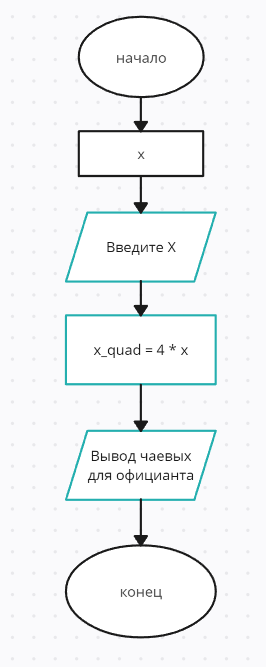 начало
x
Введите X
x_quad = 4 * x
Вывод чаевых
для официанта
конец